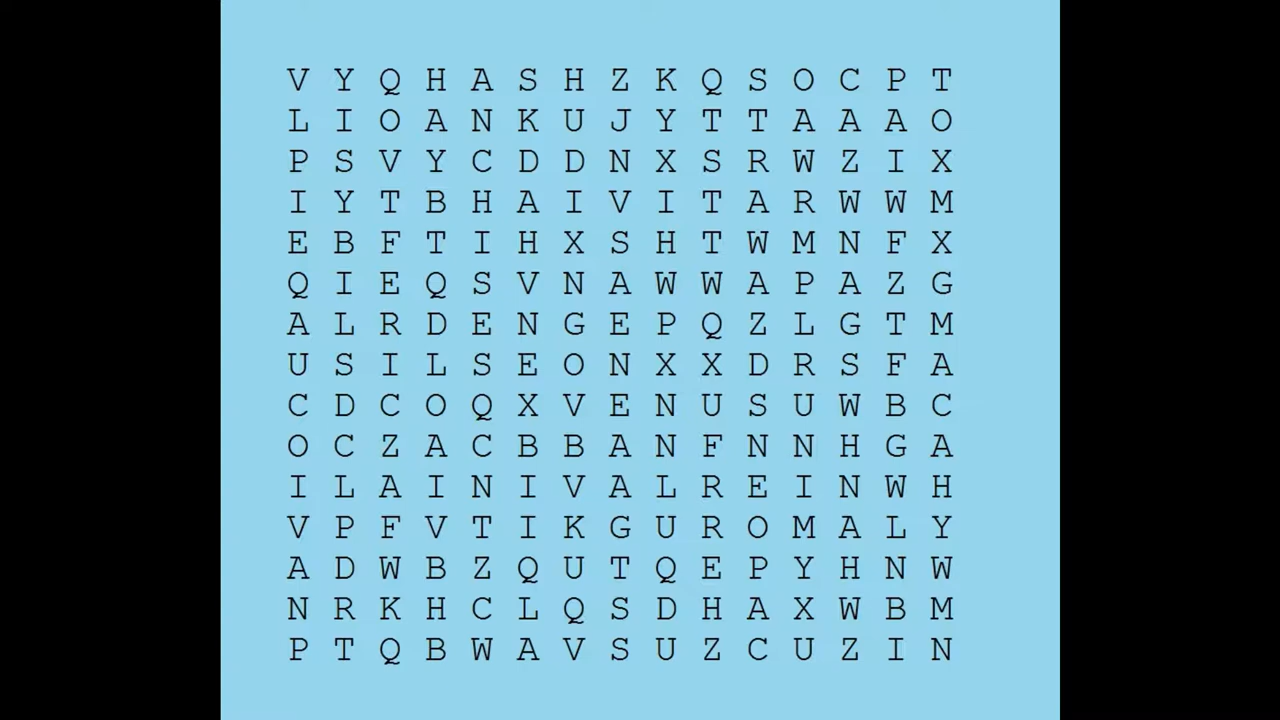 V Y Q H A S H Z K Q S O C P T
L I O A N K U J Y T T A A A O
P S V Y C D D N X S R W Z I X
I Y T B H A I V I T A R W W M
E B F T I H X S H T W M N F X
Q I E Q S V N A W W A P A Z G
A L R D E N G E P Q Z L G T M
U S I L S E O N X X D R S F A
C D C O Q X V E N U S U W B C
O C Z A C B B A N F N N H G A
I L A I N I V A L R E I N W H
V P F V T I K G U R O M A L Y
A D W B Z Q U T Q E P Y H N W
N R K H C L Q S D H A X W B M
P T Q B W A V S U Z C U Z I N